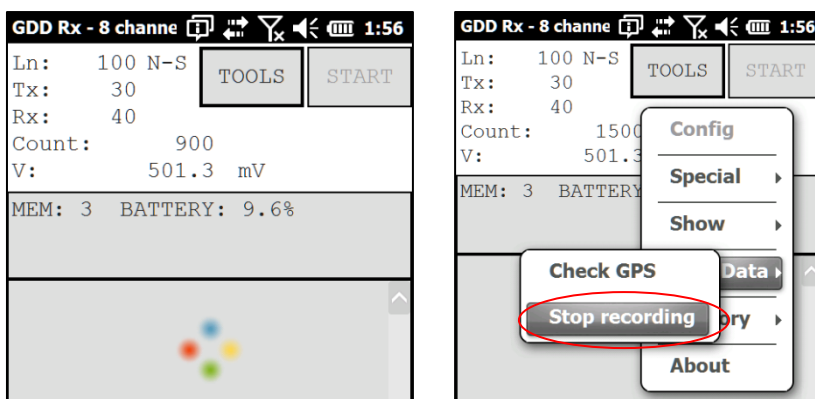 GDD Rx - 8 channe 1:56
Ln: 100 N-S TOOLS START
Tx: 30
Rx: 40
Count: 900
V: 501.3 mV
MEM: 3 BATTERY: 9.6%
GDD Rx - 8 channe 1:56
Ln: 100 N-S TOOLS START
Tx: 30
Rx: 40
Count: 1500
V: 501.3
MEM: 3 BATTERY
Config
Special
Show
Data
ory
About
Check GPS
Stop recording